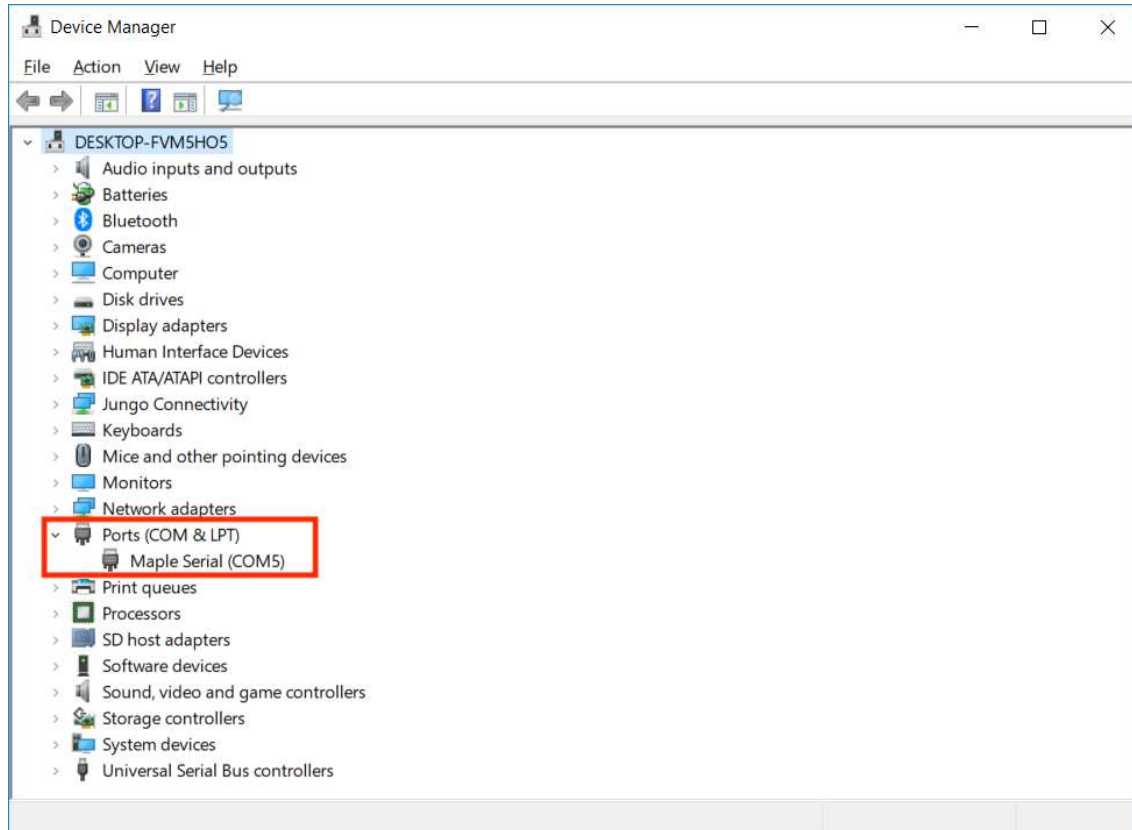 Device Manager
File Action View Help
DESKTOP-FVM5HO5
Audio inputs and outputs
Batteries
Bluetooth
Cameras
Computer
Disk drives
Display adapters
Human Interface Devices
IDE ATA/ATAPI controllers
Jungo Connectivity
Keyboards
Mice and other pointing devices
Monitors
Network adapters
Ports (COM & LPT)
Maple Serial (COM5)
Print queues
Processors
SD host adapters
Software devices
Sound, video and game controllers
Storage controllers
System devices
Universal Serial Bus controllers